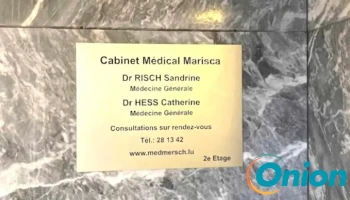 Cabinet Médical Marisca
Dr RISCH Sandrine
Médecine Générale
Dr HESS Catherine
Médecine Générale
Consultations sur rendez-vous
Tél.: 28 13 42
www.medmersch.lu
2e Etage
Onion